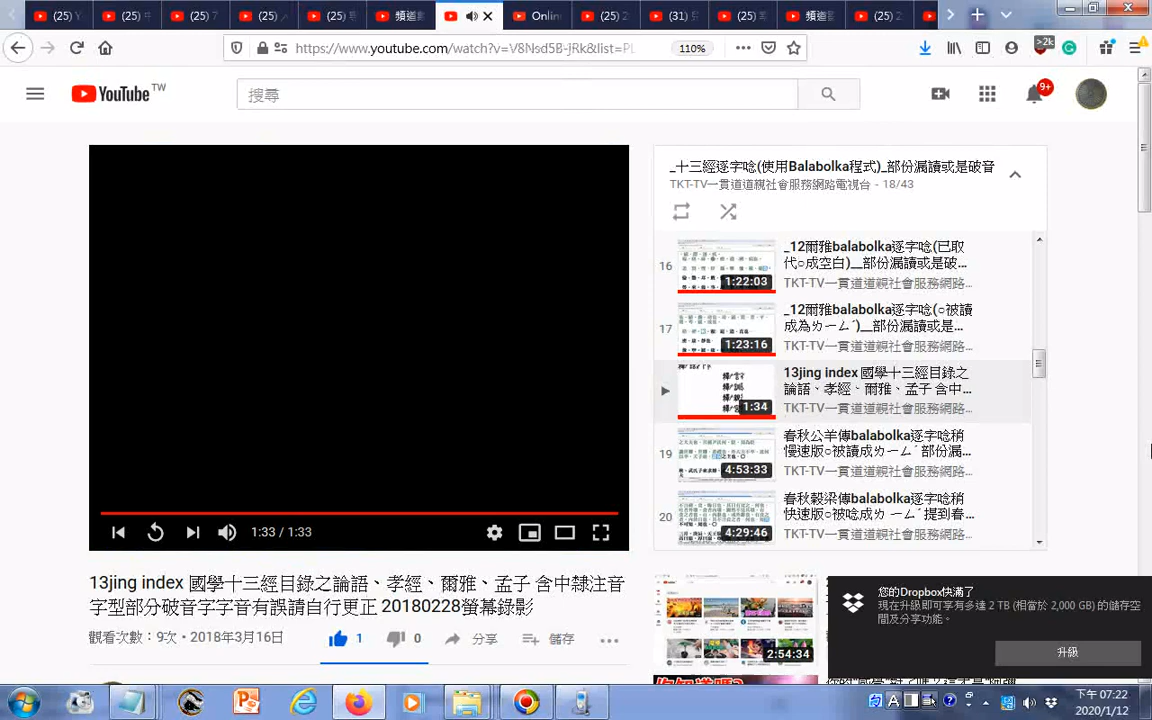 (25) Y
(25) 
(25) 7
(25) 
(25) 
頻道
Onlin
(25) 2
(31) 
(25) 
頻道
(25) 2
https://www.youtube.com/watch?v=V8Nsd5B-jRk&list=PL
110%
>2k
YouTube TW
搜尋
9+
_十三經逐字唸(使用Balabolka程式)_部份漏讀或是破音
TKT-TV一貫道道親社會服務網路電視台 - 18/43
16
1:22:03
_12爾雅balabolka逐字唸(已取
代○成空白)__部份漏讀或是破...
TKT-TV一貫道道親社會服務網路...
17
1:23:16
_12爾雅balabolka逐字唸(○被讀
成為ㄌㄧㄥˊ)__部份漏讀或是...
TKT-TV一貫道道親社會服務網路...
1:34
13jing index 國學十三經目錄之
論語、孝經、爾雅、孟子 含中...
TKT-TV一貫道道親社會服務網路...
19
4:53:33
春秋公羊傳balabolka逐字唸稍
慢速版○被讀成ㄌㄧㄥˊ部份漏...
TKT-TV一貫道道親社會服務網路...
20
4:29:46
春秋穀梁傳balabolka逐字唸稍
快速版○被唸成ㄌㄧㄥˊ提到春...
TKT-TV一貫道道親社會服務網路...
1:33 / 1:33
13jing index 國學十三經目錄之論語、孝經、爾雅、孟子 含中隸注音
字型部分破音字字音有誤請自行更正 20180228螢幕錄影
觀看次數：9次・2018年3月16日
1
0
分享
儲存
2:54:34
您的Dropbox快滿了
現在升級即可享有多達 2 TB (相當於 2,000 GB) 的儲存空
間及分享功能。
升級
下午 07:22
2020/1/12